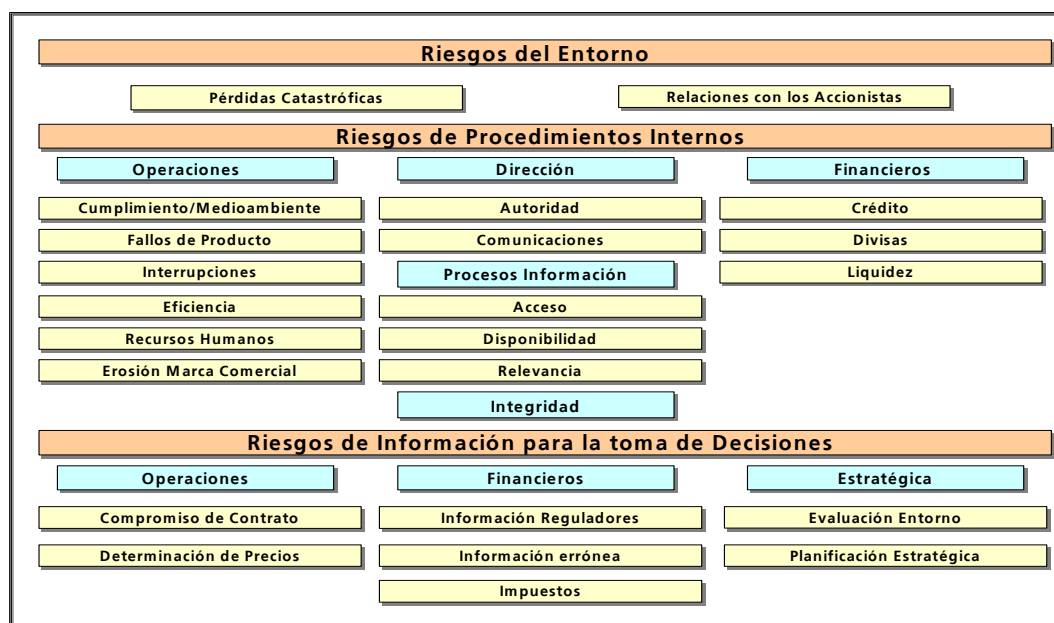 Riesgos del Entorno
Pérdidas Catastróficas
Relaciones con los Accionistas
Riesgos de Procedimientos Internos
Operaciones
Dirección
Financieros
Cumplimiento/Medioambiente
Autoridad
Crédito
Fallos de Producto
Comunicaciones
Divisas
Interrupciones
Procesos Información
Liquidez
Eficiencia
Acceso
Recursos Humanos
Disponibilidad
Erosión Marca Comercial
Relevancia
Integridad
Riesgos de Información para la toma de Decisiones
Operaciones
Financieros
Estratégica
Compromiso de Contrato
Información Reguladores
Evaluación Entorno
Determinación de Precios
Información errónea
Planificación Estratégica
Impuestos